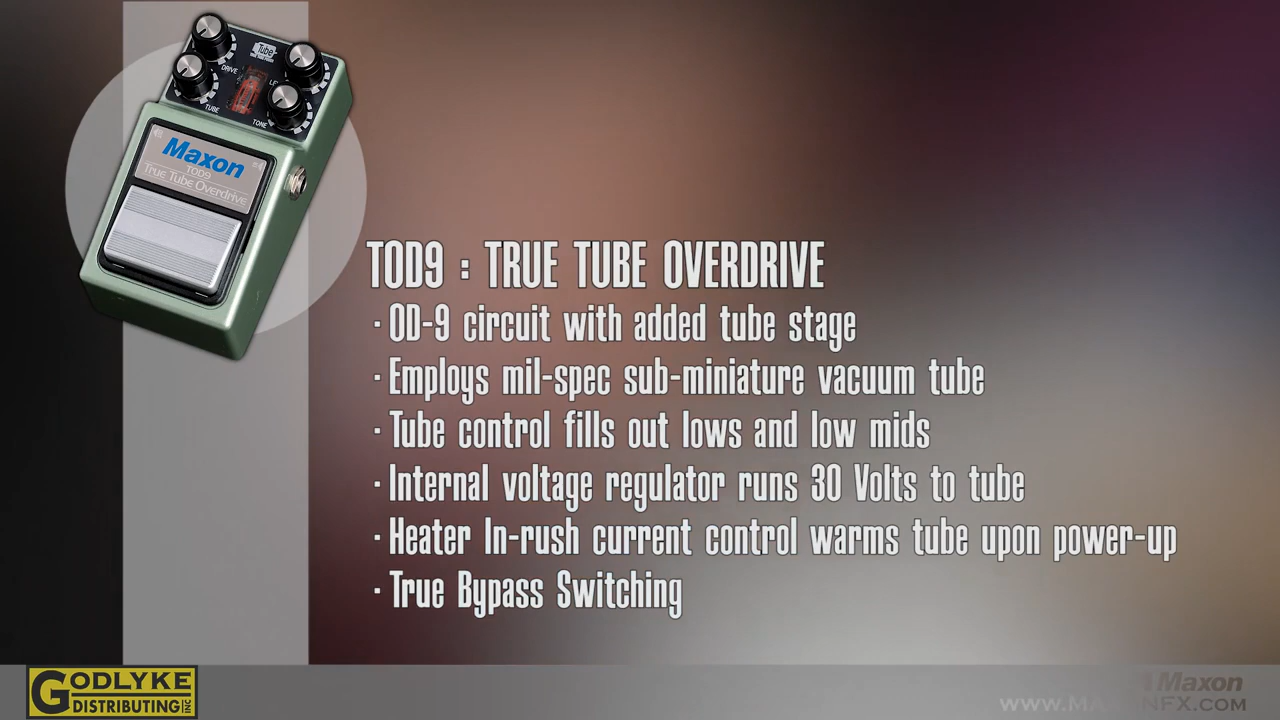 Tube
DRIVE
TUBE
TONE
Maxon
TOD9
True Tube Overdrive
TOD9 : TRUE TUBE OVERDRIVE
· OD-9 circuit with added tube stage
· Employs mil-spec sub-miniature vacuum tube
· Tube control fills out lows and low mids
· Internal voltage regulator runs 30 Volts to tube
· Heater In-rush current control warms tube upon power-up
· True Bypass Switching
GODLYKE
DISTRIBUTING INC
Maxon